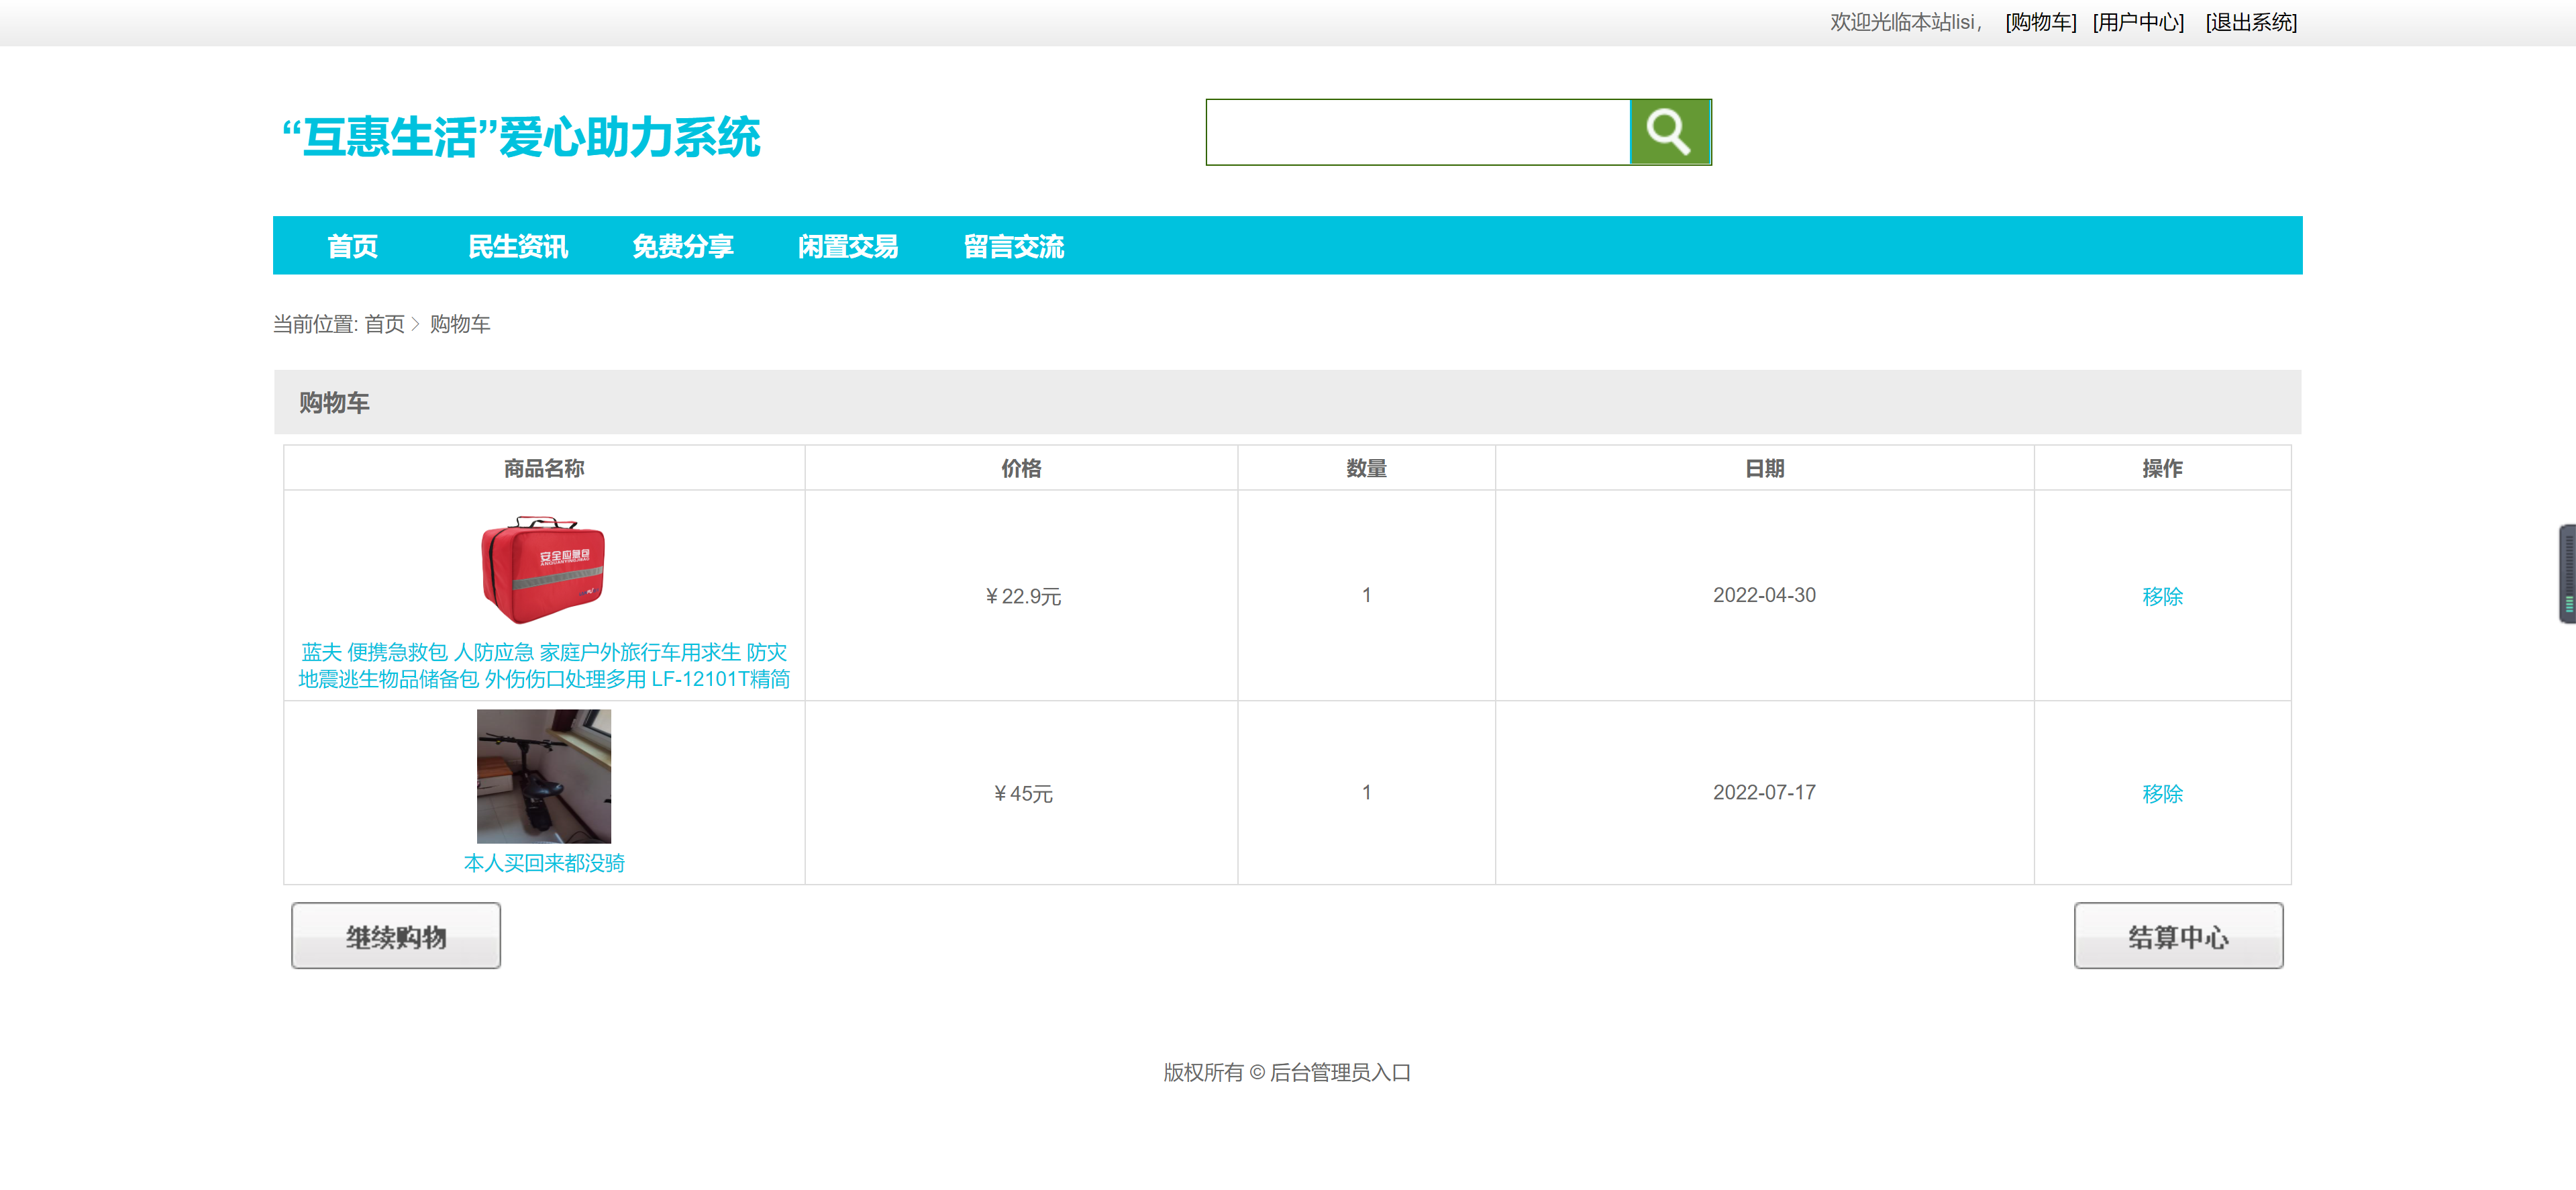 欢迎光临本站lisi， [购物车] [用户中心] [退出系统]
“互惠生活”爱心助力系统
首页 民生资讯 免费分享 闲置交易 留言交流
当前位置: 首页 > 购物车
购物车
商品名称 价格 数量 日期 操作
安全应急包
蓝夫 便携急救包 人防应急 家庭户外旅行车用求生 防灾
地震逃生物品储备包 外伤伤口处理多用 LF-12101T精简
￥22.9元 1 2022-04-30 移除
本人买回来都没骑
￥45元 1 2022-07-17 移除
继续购物 结算中心
版权所有 © 后台管理员入口